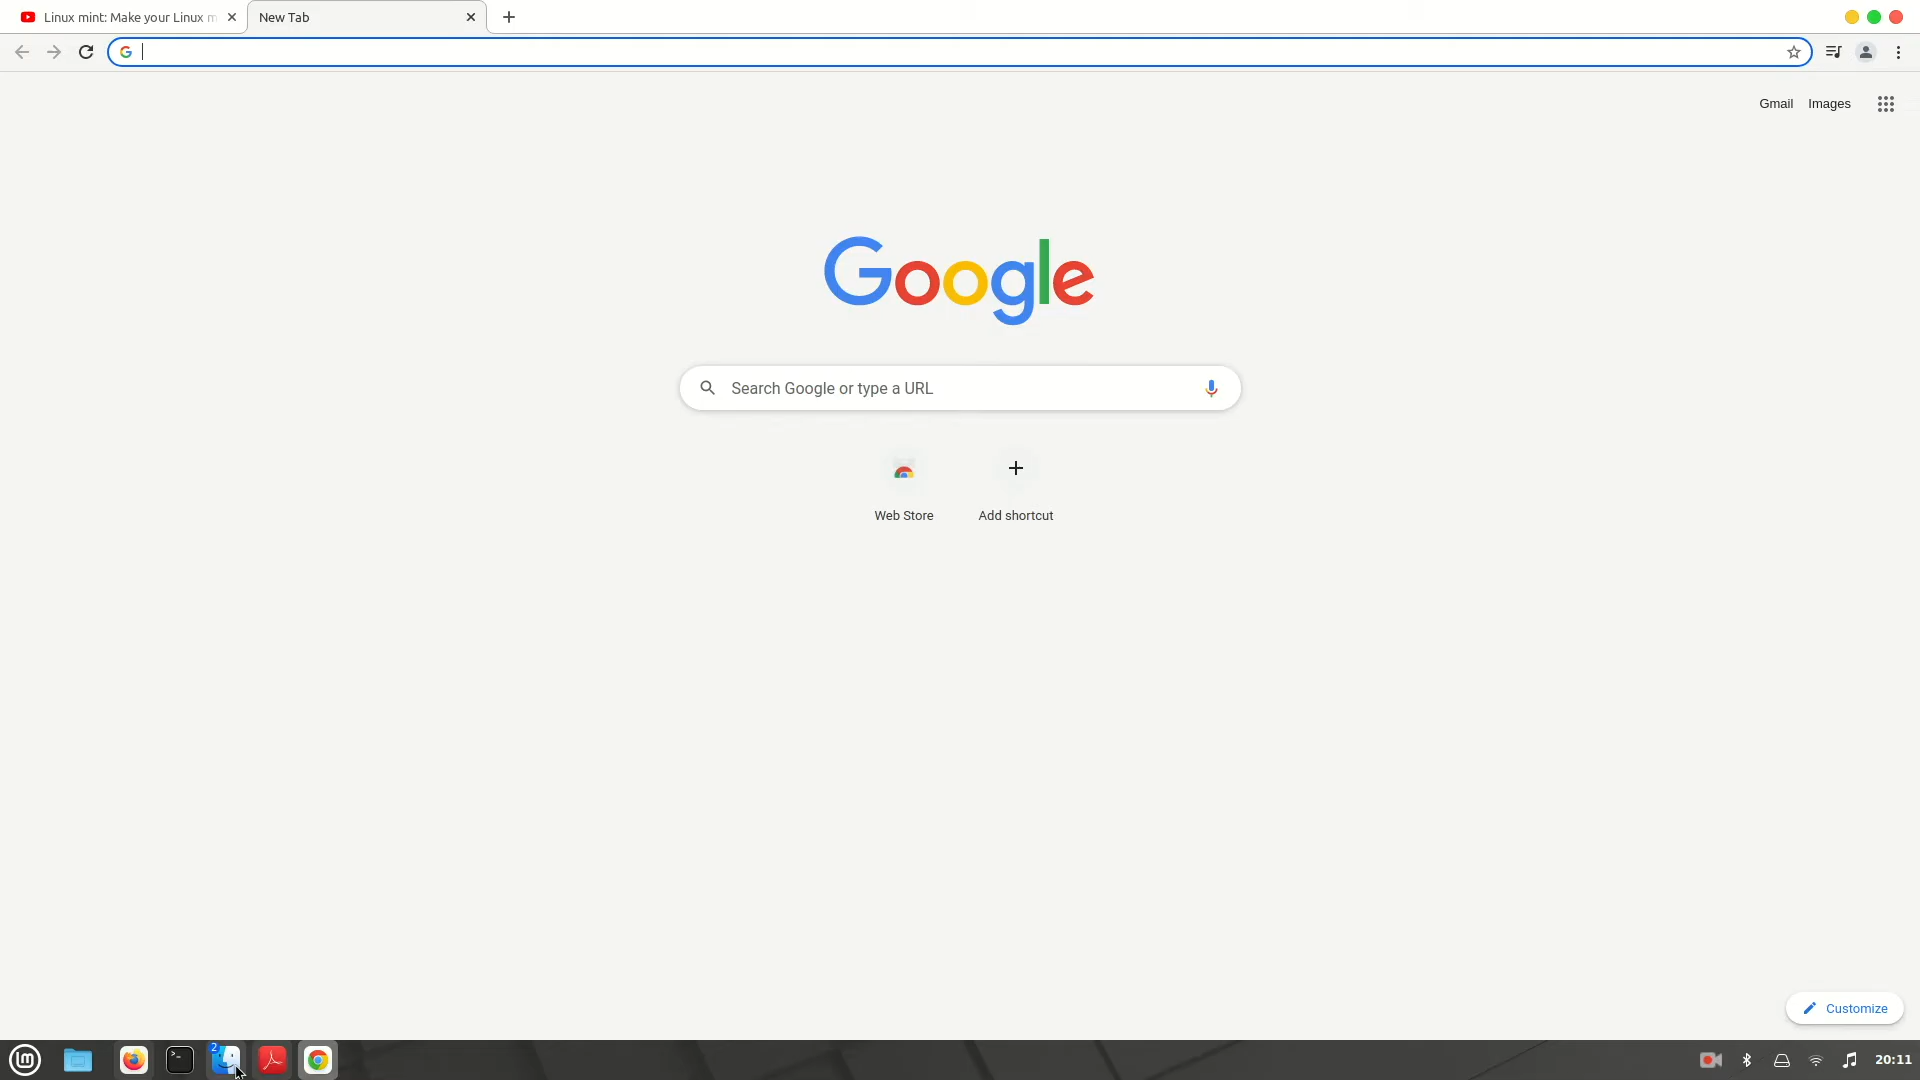 Linux mint: Make your Linux m
New Tab
Gmail
Images
Google
Search Google or type a URL
Web Store
Add shortcut
Customize
2
20:11